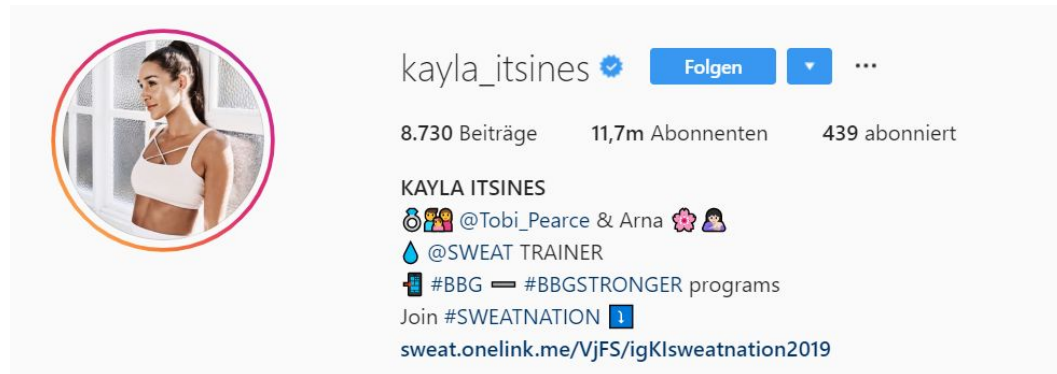 kayla_itsines Folgen
8.730 Beiträge 11,7m Abonnenten 439 abonniert
KAYLA ITSINES
💍👨‍👩‍👧 @Tobi_Pearce & Arna 🌸🤱🏻
💧 @SWEAT TRAINER
📲 #BBG ➖ #BBGSTRONGER programs
Join #SWEATNATION ⤵️
sweat.onelink.me/VjFS/igKIsweatnation2019